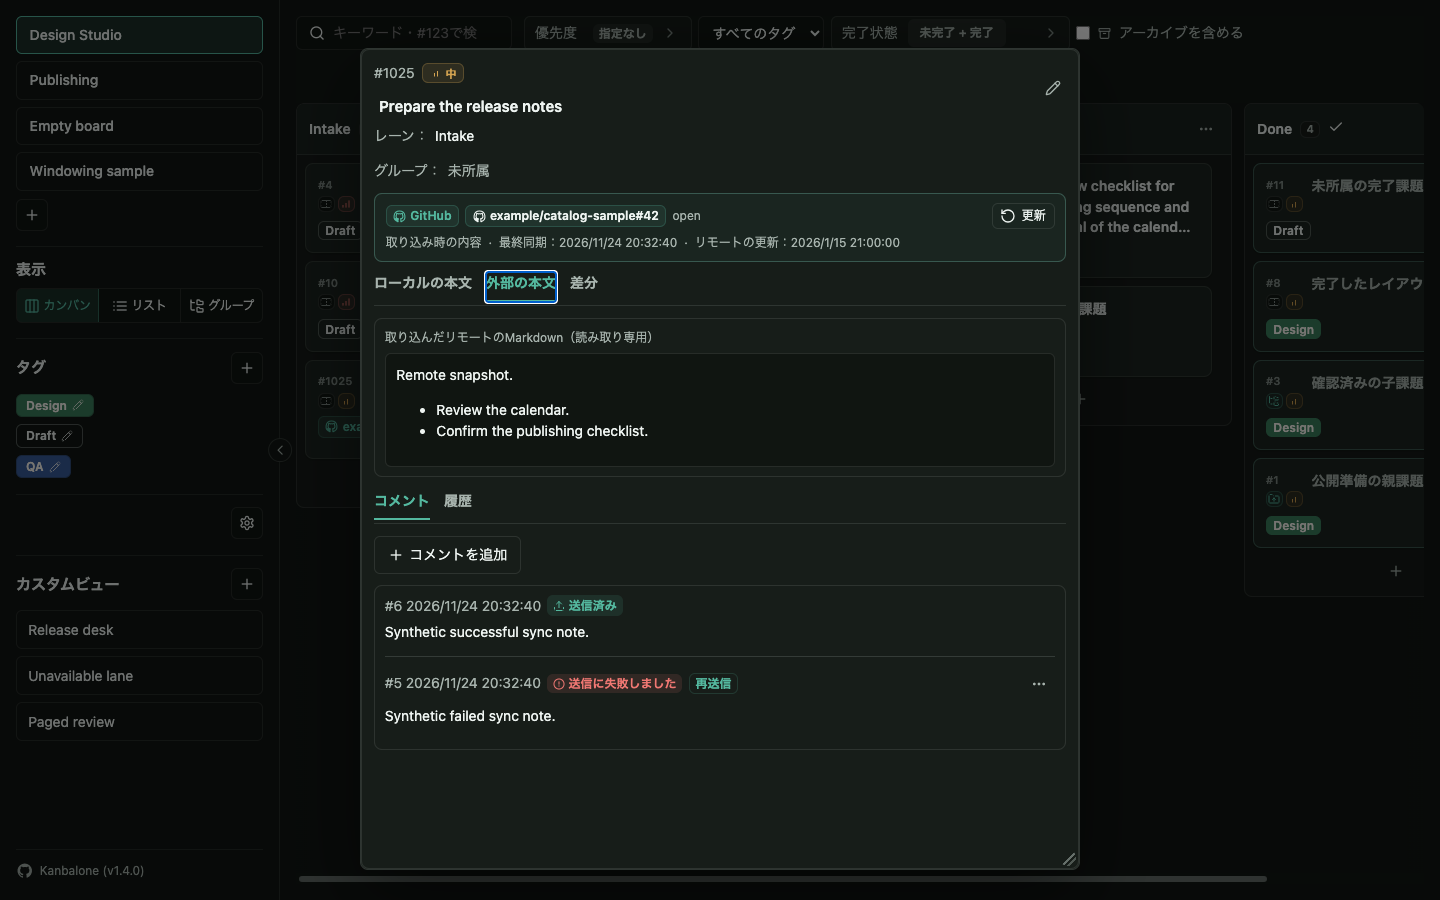 Design Studio
Publishing
Empty board
Windowing sample
表示
カンバン
リスト
グループ
タグ
Design
Draft
QA
カスタムビュー
Release desk
Unavailable lane
Paged review
Kanbalone (v1.4.0)
キーワード・#123で検
優先度 指定なし
すべてのタグ
完了状態 未完了 + 完了
アーカイブを含める
Intake
#4
Draft
#10
Draft
#1025
#1025 中
Prepare the release notes
レーン： Intake
グループ： 未所属
GitHub example/catalog-sample#42 open
更新
取り込み時の内容 · 最終同期：2026/11/24 20:32:40 · リモートの更新：2026/1/15 21:00:00
ローカルの本文 外部の本文 差分
取り込んだリモートのMarkdown（読み取り専用）
Remote snapshot.
• Review the calendar.
• Confirm the publishing checklist.
コメント 履歴
コメントを追加
#6 2026/11/24 20:32:40 送信済み
Synthetic successful sync note.
#5 2026/11/24 20:32:40 送信に失敗しました 再送信
Synthetic failed sync note.
checklist for
sequence and
of the calend...
Done 4
#11 未所属の完了課題
Draft
#8 完了したレイアウ
Design
#3 確認済みの子課題
Design
#1 公開準備の親課題
Design